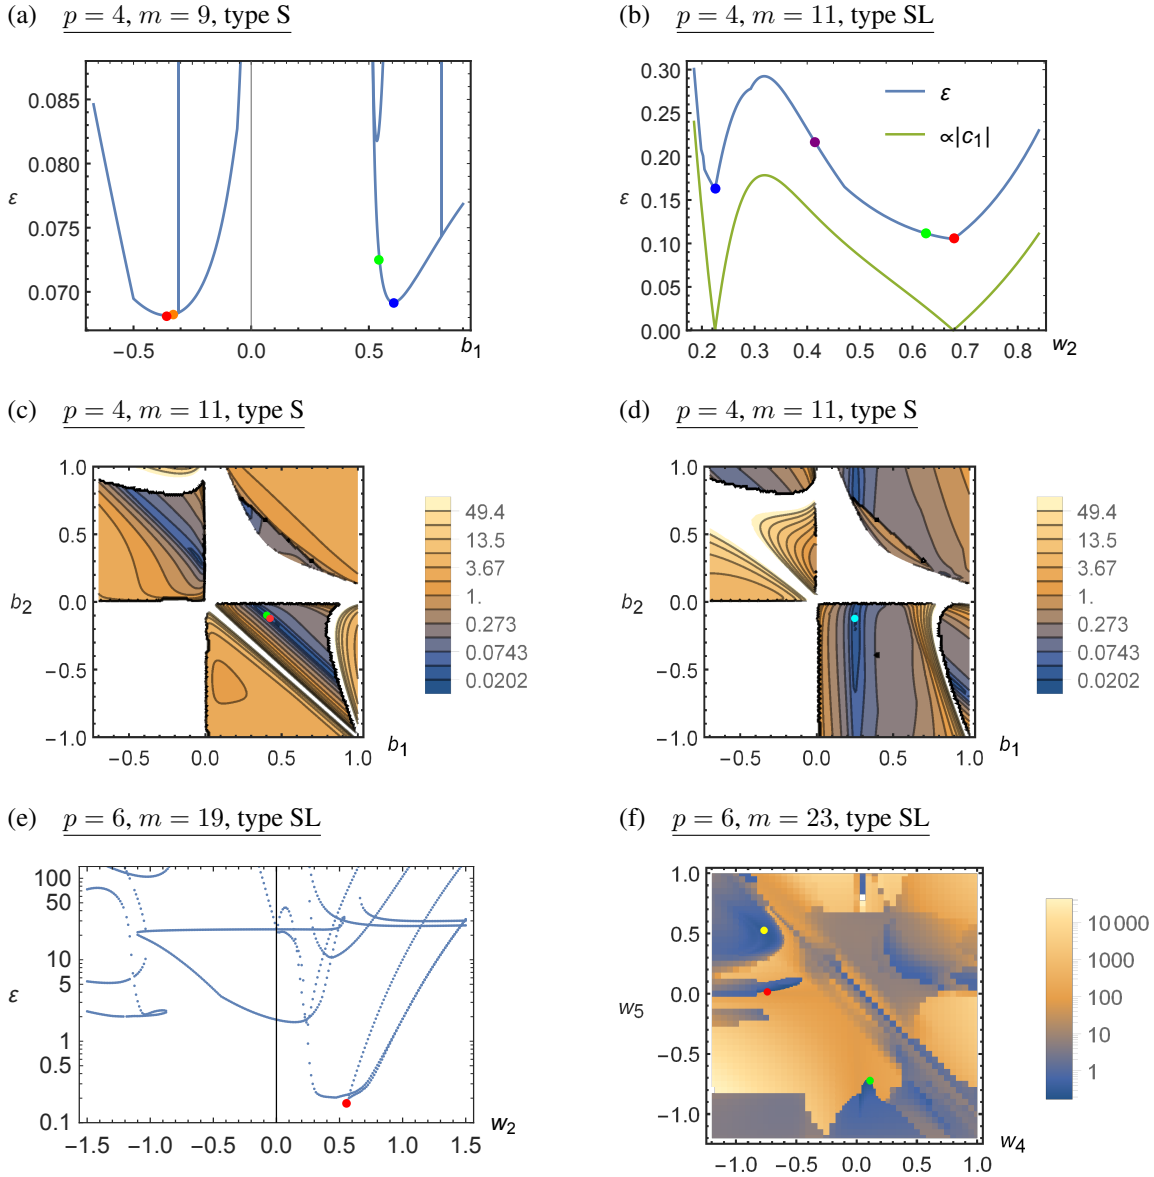 (a) p = 4, m = 9, type S
0.085
0.080
ε
0.075
0.070
−0.5 0.0 0.5 b1
(b) p = 4, m = 11, type SL
0.30
0.25
0.20
ε 0.15
0.10
0.05
0.00
ε
∝|c1|
0.2 0.3 0.4 0.5 0.6 0.7 0.8 w2
(c) p = 4, m = 11, type S
1.0
0.5
b2 0.0
−0.5
−1.0
−0.5 0.0 0.5 1.0 b1
49.4
13.5
3.67
1.
0.273
0.0743
0.0202
(d) p = 4, m = 11, type S
1.0
0.5
b2 0.0
−0.5
−1.0
−0.5 0.0 0.5 1.0 b1
49.4
13.5
3.67
1.
0.273
0.0743
0.0202
(e) p = 6, m = 19, type SL
100
50
10
ε 5
1
0.5
0.1
−1.5 −1.0 −0.5 0.0 0.5 1.0 1.5 w2
(f) p = 6, m = 23, type SL
1.0
0.5
w5 0.0
−0.5
−1.0
−1.0 −0.5 0.0 0.5 1.0 w4
10 000
1000
100
10
1